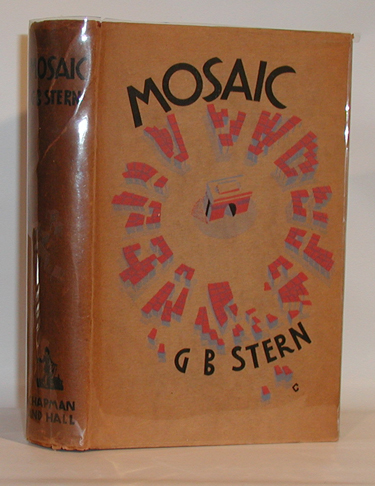 MOSAIC
G B STERN
CHAPMAN
AND HALL
MOSAIC
G B STERN